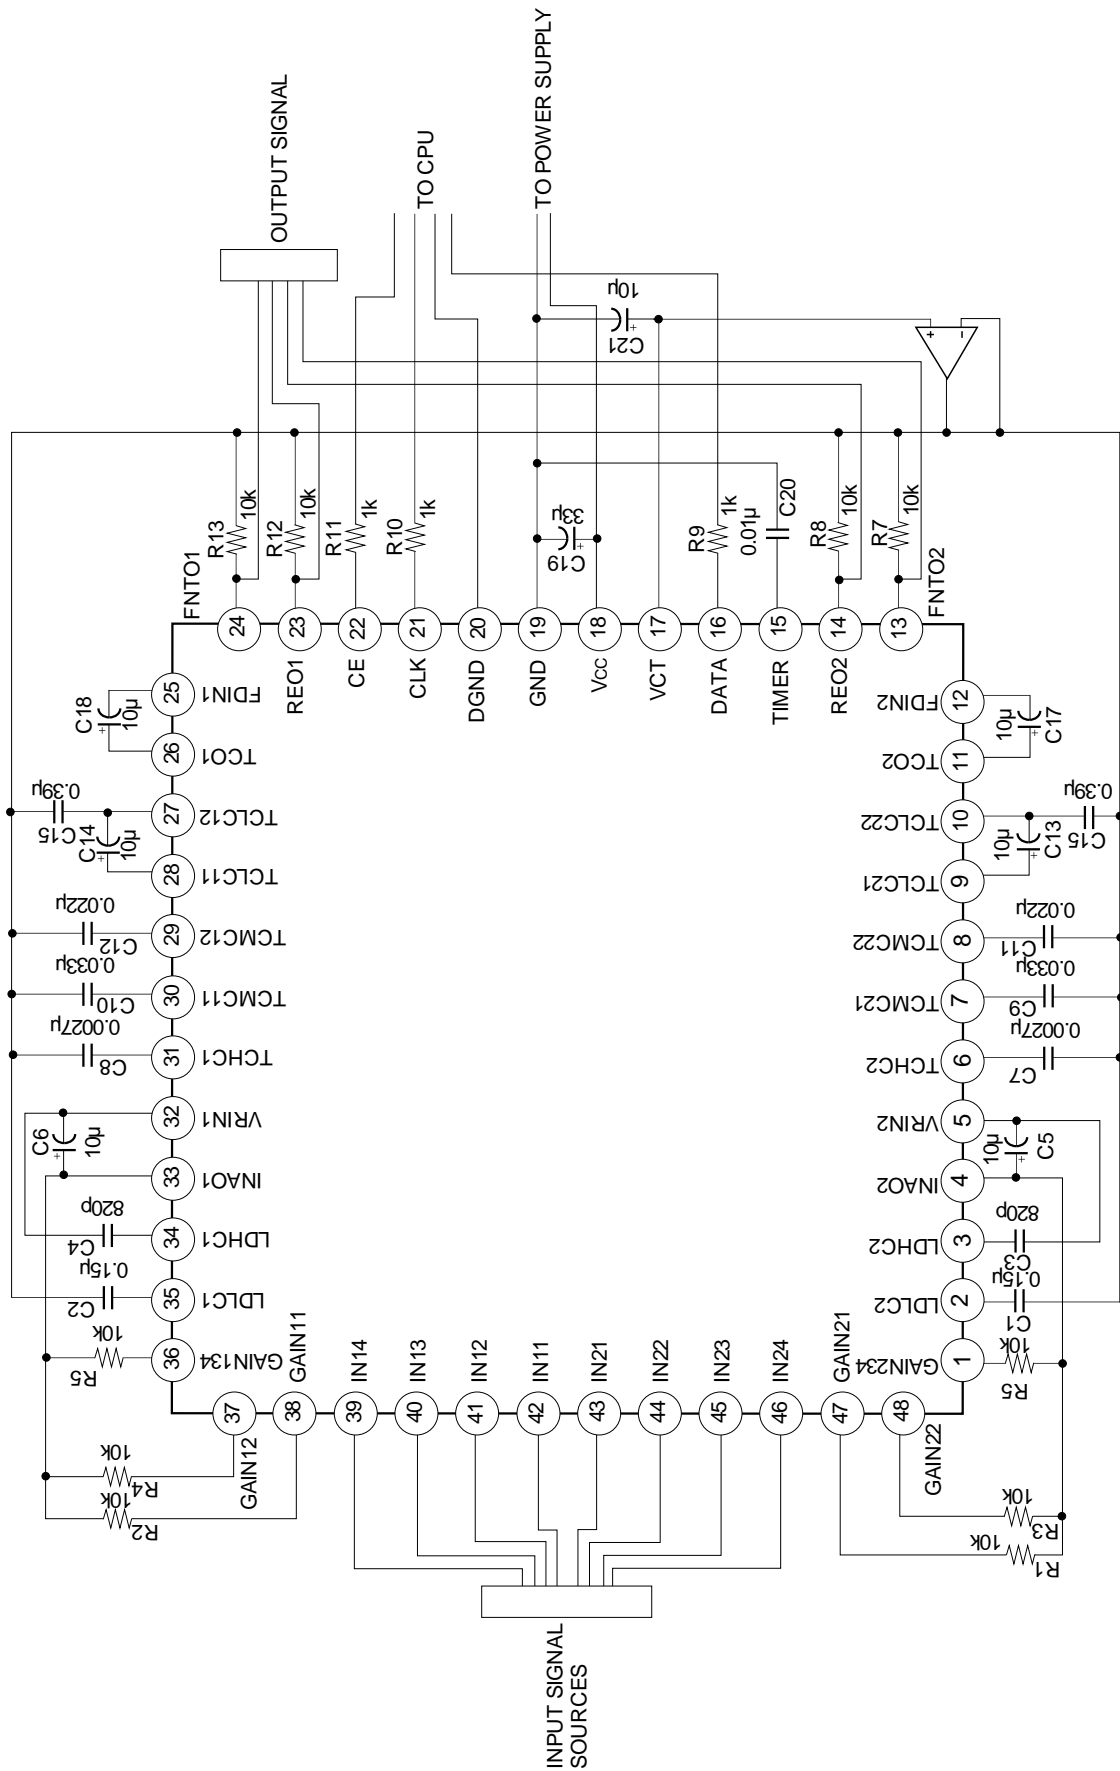 OUTPUT SIGNAL
TO CPU
TO POWER SUPPLY
10µ
C21
+
+
−
R13
10k
R12
10k
R11
1k
R10
1k
33µ
C19
+
R9
1k
0.01µ
C20
R8
10k
R7
10k
FNTO1
24
23
22
21
20
19
18
17
16
15
14
13
FNTO2
REO1
CE
CLK
DGND
GND
Vcc
VCT
DATA
TIMER
REO2
C18
10µ
+
25
FDIN1
26
TCO1
0.39µ
C15
27
TCLC12
C14
10µ
+
28
TCLC11
0.022µ
C12
29
TCMC12
0.033µ
C10
30
TCMC11
0.0027µ
C8
31
TCHC1
32
VRIN1
C6
10µ
+
33
INAO1
820p
C4
34
LDHC1
0.15µ
C2
35
LDLC1
10k
R5
36
GAIN134
FDIN2
12
10µ
C17
+
TCO2
11
TCLC22
10
0.39µ
C15
10µ
C13
+
TCLC21
9
TCMC22
8
0.022µ
C11
TCMC21
7
0.033µ
C9
TCHC2
6
0.0027µ
C7
VRIN2
5
10µ
C5
+
INAO2
4
LDHC2
3
820p
C3
LDLC2
2
0.15µ
C1
GAIN234
1
10k
R5
37
GAIN12
38
GAIN11
39
IN14
40
IN13
41
IN12
42
IN11
43
IN21
44
IN22
45
IN23
46
IN24
47
GAIN21
48
GAIN22
10k
R4
10k
R2
10k
R3
10k
R1
INPUT SIGNAL
SOURCES